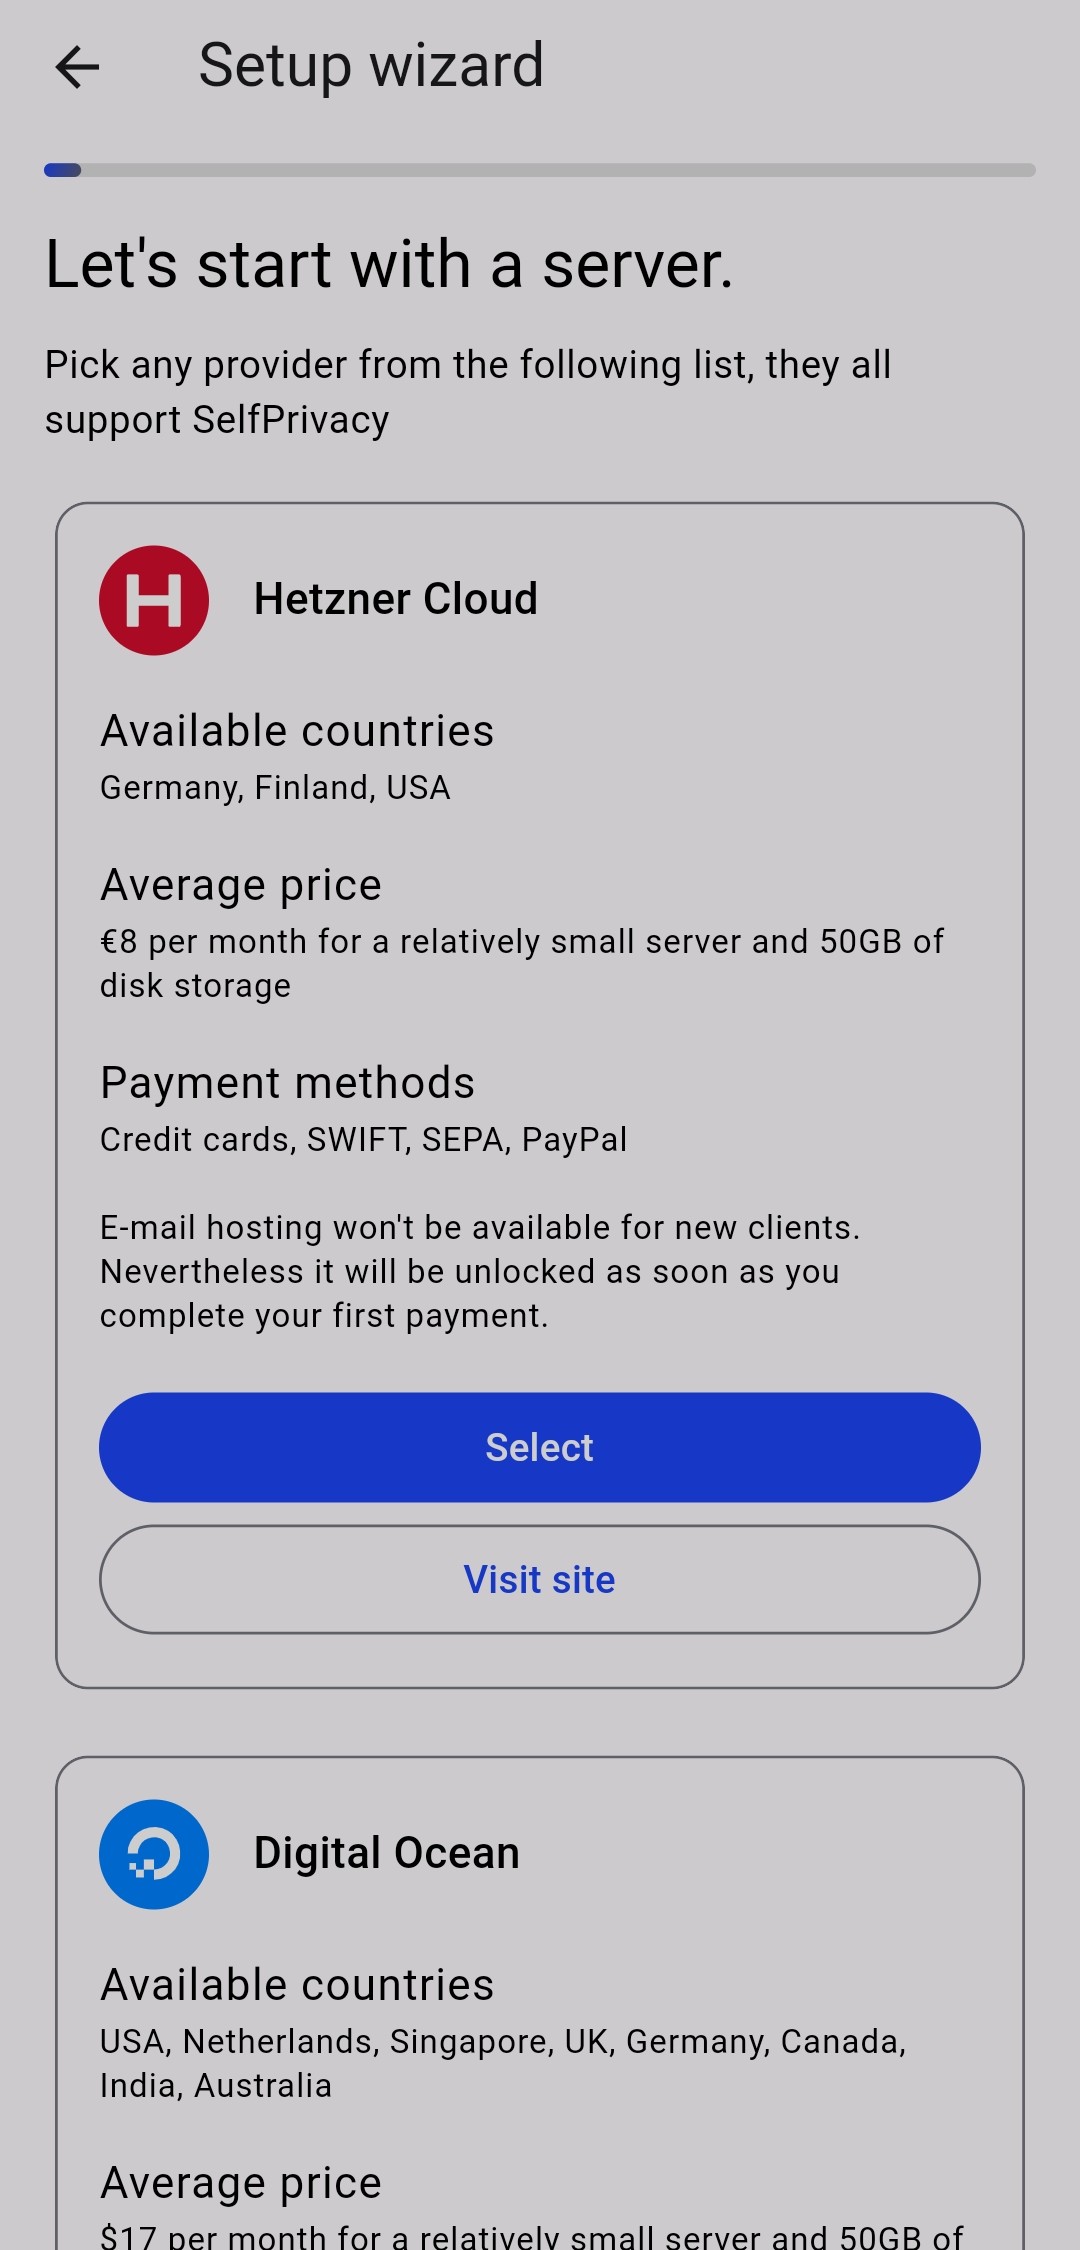 Setup wizard
Let's start with a server.
Pick any provider from the following list, they all
support SelfPrivacy
Hetzner Cloud
Available countries
Germany, Finland, USA
Average price
€8 per month for a relatively small server and 50GB of
disk storage
Payment methods
Credit cards, SWIFT, SEPA, PayPal
E-mail hosting won't be available for new clients.
Nevertheless it will be unlocked as soon as you
complete your first payment.
Select
Visit site
Digital Ocean
Available countries
USA, Netherlands, Singapore, UK, Germany, Canada,
India, Australia
Average price
$17 per month for a relatively small server and 50GB of